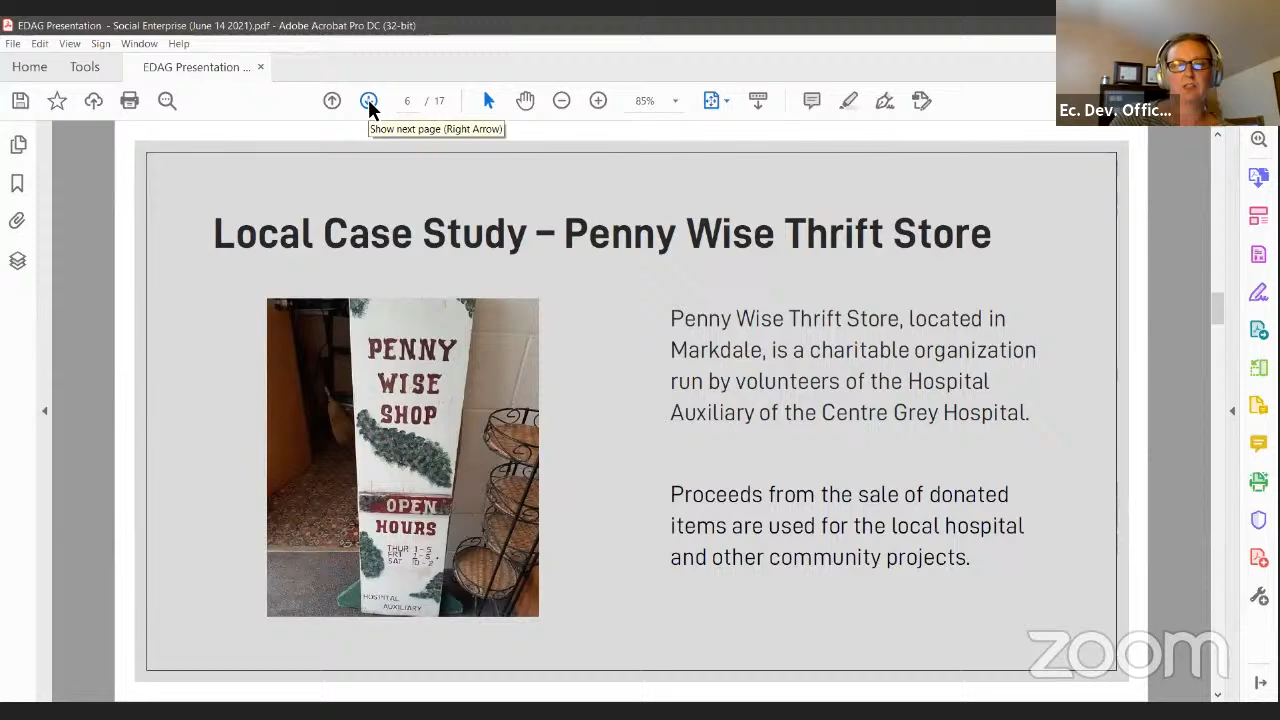 EDAG Presentation - Social Enterprise (June 14 2021).pdf - Adobe Acrobat Pro DC (32-bit)
File Edit View Sign Window Help
Home Tools EDAG Presentation ... ×
17 85%
Show next page (Right Arrow)
Ec. Dev. Offic...
Local Case Study – Penny Wise Thrift Store
PENNY
WISE
SHOP
OPEN
HOURS
THUR 1-5
FRI 1-5
SAT 10-2
HOSPITAL
AUXILIARY
Penny Wise Thrift Store, located in
Markdale, is a charitable organization
run by volunteers of the Hospital
Auxiliary of the Centre Grey Hospital.
Proceeds from the sale of donated
items are used for the local hospital
and other community projects.
zoom